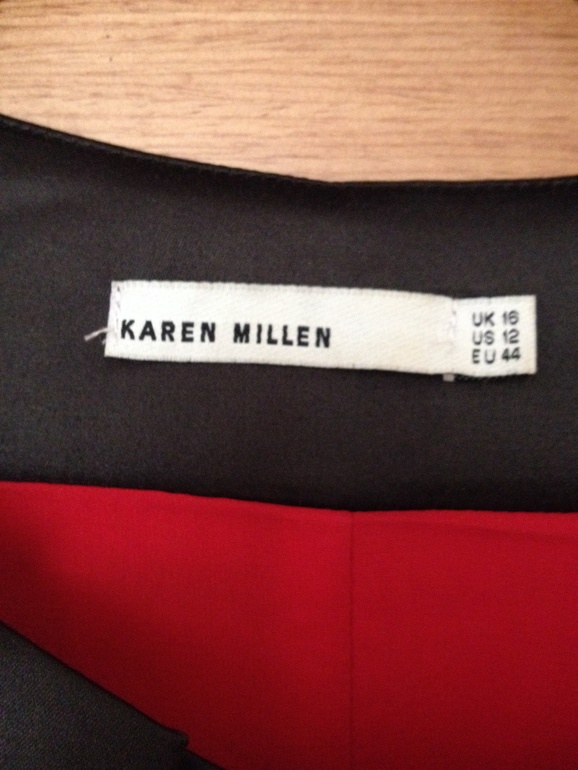 KAREN MILLEN
UK 16
US 12
EU 44